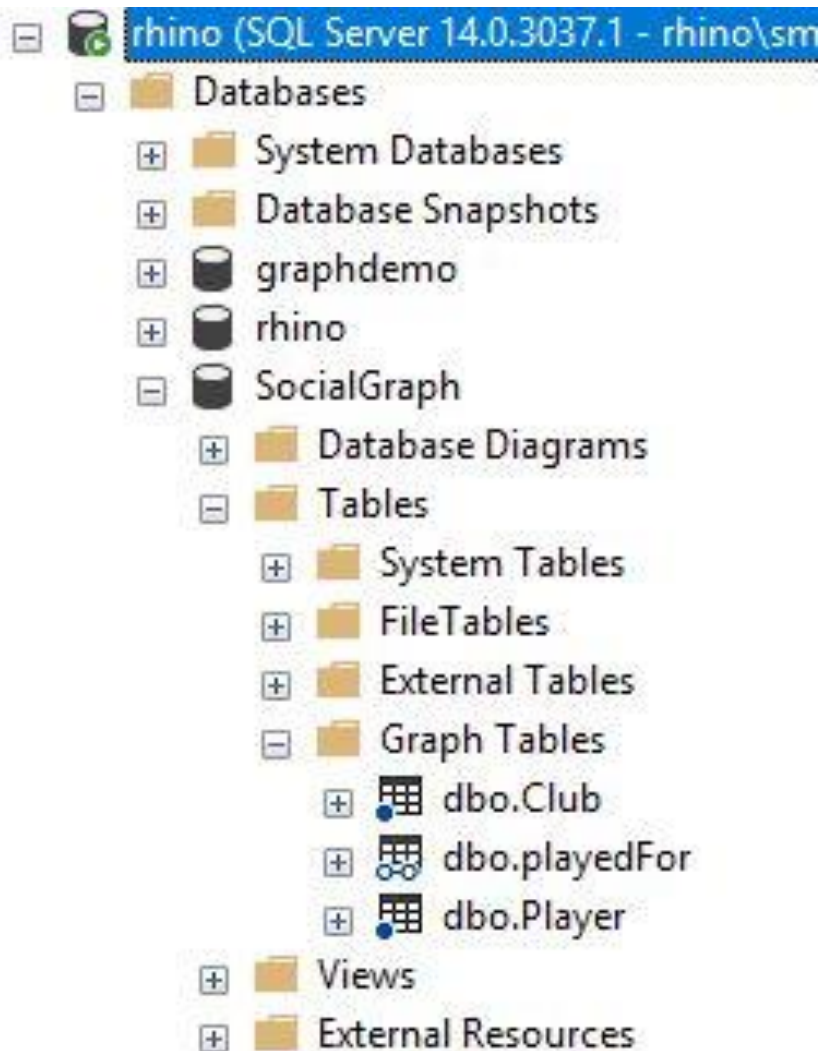 rhino (SQL Server 14.0.3037.1 - rhino\sm
Databases
System Databases
Database Snapshots
graphdemo
rhino
SocialGraph
Database Diagrams
Tables
System Tables
FileTables
External Tables
Graph Tables
dbo.Club
dbo.playedFor
dbo.Player
Views
External Resources